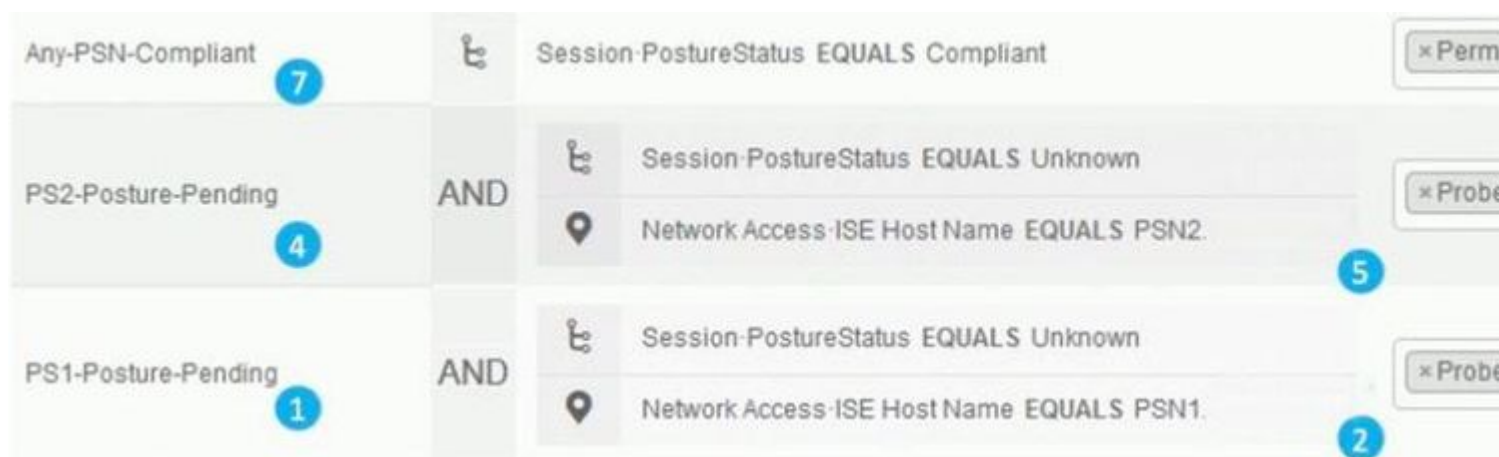 Any-PSN-Compliant
7
Session·PostureStatus EQUALS Compliant
× Perm
PS2-Posture-Pending
4
AND
Session·PostureStatus EQUALS Unknown
Network Access·ISE Host Name EQUALS PSN2.
5
× Probe
PS1-Posture-Pending
1
AND
Session·PostureStatus EQUALS Unknown
Network Access·ISE Host Name EQUALS PSN1.
2
× Probe